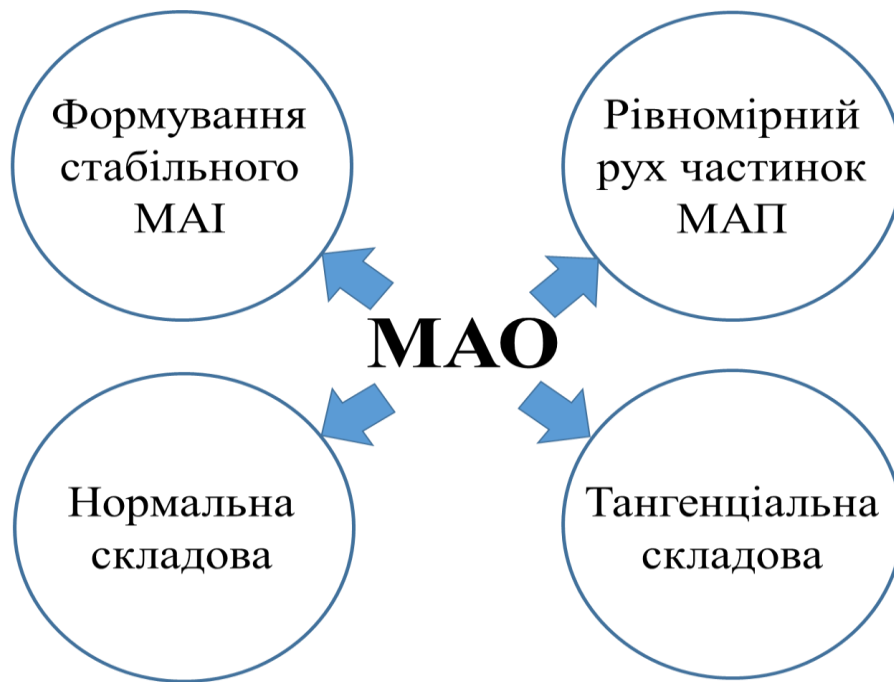 Формування
стабільного
МАІ
Рівномірний
рух частинок
МАП
МАО
Нормальна
складова
Тангенціальна
складова